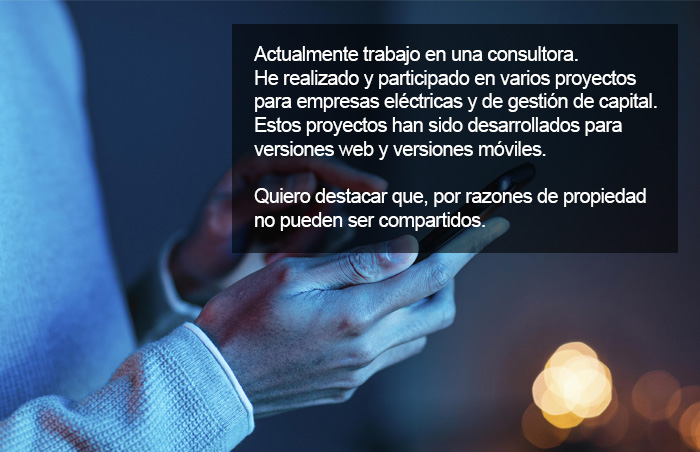 Actualmente trabajo en una consultora.
He realizado y participado en varios proyectos
para empresas eléctricas y de gestión de capital.
Estos proyectos han sido desarrollados para
versiones web y versiones móviles.
Quiero destacar que, por razones de propiedad
no pueden ser compartidos.